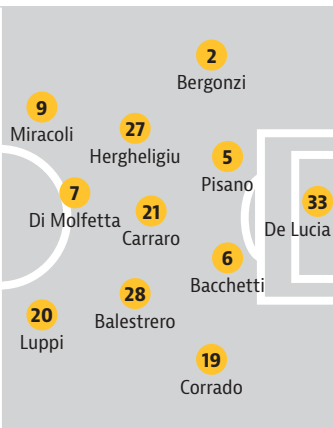 2
Bergonzi
9
Miracoli
27
Hergheligiu
5
Pisano
7
Di Molfetta
33
De Lucia
21
Carraro
6
Bacchetti
28
Balestrero
20
Luppi
19
Corrado